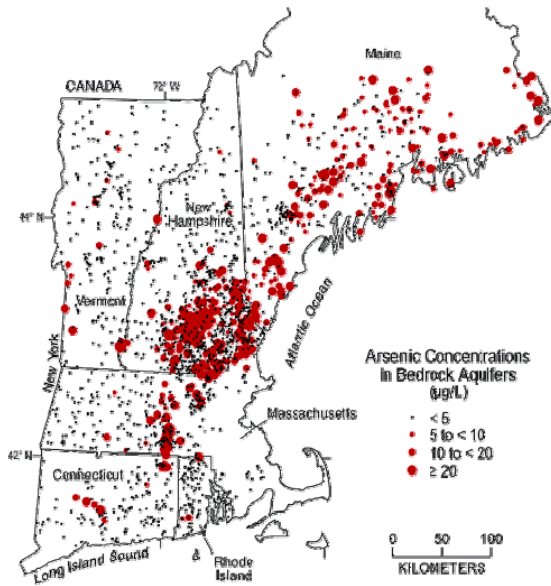 Maine
CANADA
72° W
New
Hampshire
44° N
Vermont
New York
Atlantic Ocean
Arsenic Concentrations
in Bedrock Aquifers
(µg/L)
< 5
5 to < 10
10 to < 20
≥ 20
Massachusetts
42° N
Connecticut
Long Island Sound
Rhode
Island
0 50 100
KILOMETERS